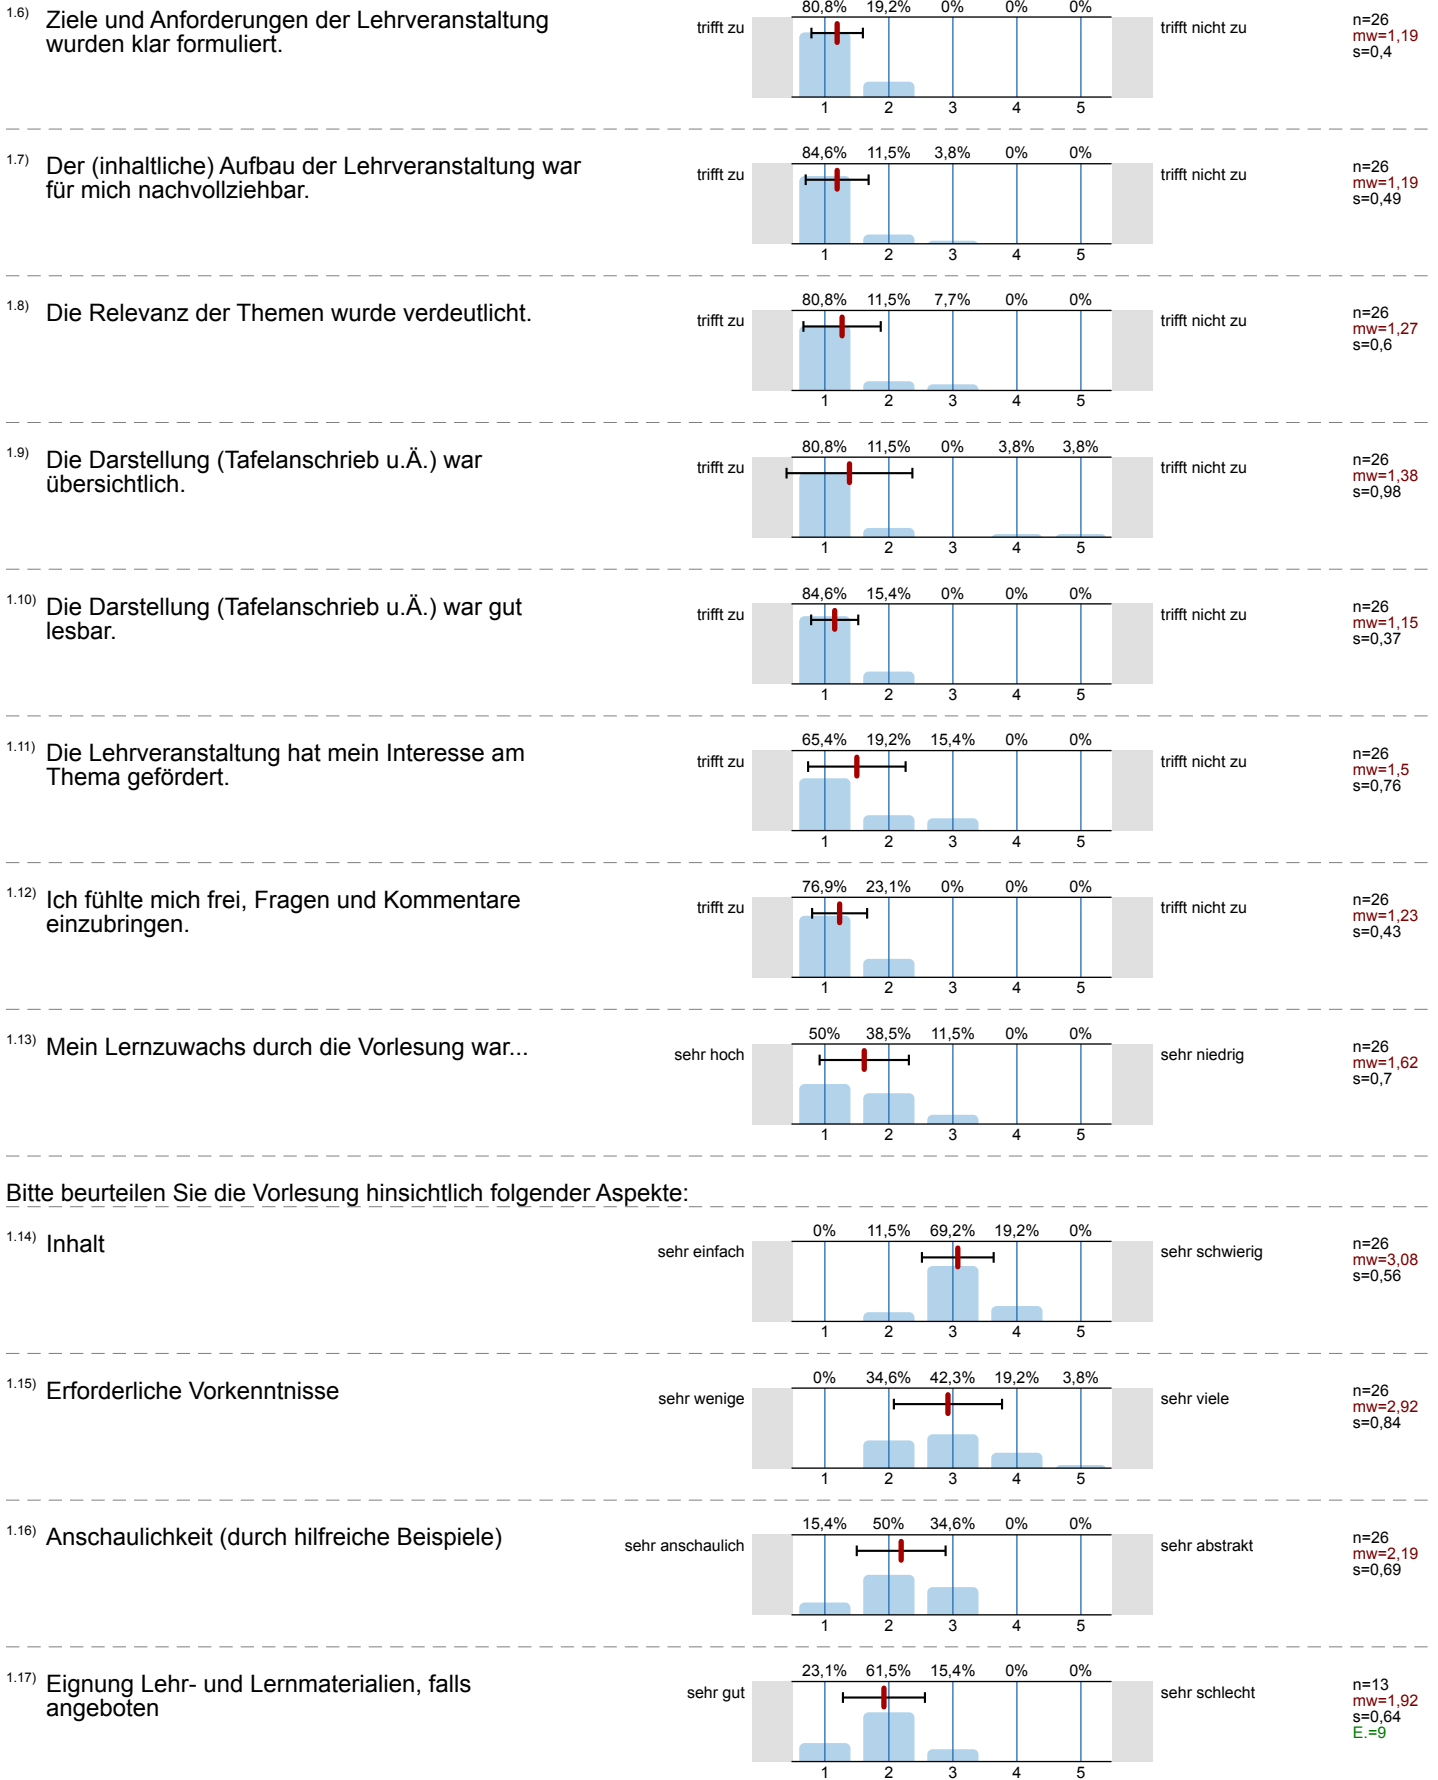 1.6) Ziele und Anforderungen der Lehrveranstaltung
wurden klar formuliert.
trifft zu
80,8% 19,2% 0% 0% 0%
1 2 3 4 5
trifft nicht zu
n=26
mw=1,19
s=0,4
1.7) Der (inhaltliche) Aufbau der Lehrveranstaltung war
für mich nachvollziehbar.
trifft zu
84,6% 11,5% 3,8% 0% 0%
1 2 3 4 5
trifft nicht zu
n=26
mw=1,19
s=0,49
1.8) Die Relevanz der Themen wurde verdeutlicht.
trifft zu
80,8% 11,5% 7,7% 0% 0%
1 2 3 4 5
trifft nicht zu
n=26
mw=1,27
s=0,6
1.9) Die Darstellung (Tafelanschrieb u.Ä.) war
übersichtlich.
trifft zu
80,8% 11,5% 0% 3,8% 3,8%
1 2 3 4 5
trifft nicht zu
n=26
mw=1,38
s=0,98
1.10) Die Darstellung (Tafelanschrieb u.Ä.) war gut
lesbar.
trifft zu
84,6% 15,4% 0% 0% 0%
1 2 3 4 5
trifft nicht zu
n=26
mw=1,15
s=0,37
1.11) Die Lehrveranstaltung hat mein Interesse am
Thema gefördert.
trifft zu
65,4% 19,2% 15,4% 0% 0%
1 2 3 4 5
trifft nicht zu
n=26
mw=1,5
s=0,76
1.12) Ich fühlte mich frei, Fragen und Kommentare
einzubringen.
trifft zu
76,9% 23,1% 0% 0% 0%
1 2 3 4 5
trifft nicht zu
n=26
mw=1,23
s=0,43
1.13) Mein Lernzuwachs durch die Vorlesung war...
sehr hoch
50% 38,5% 11,5% 0% 0%
1 2 3 4 5
sehr niedrig
n=26
mw=1,62
s=0,7
Bitte beurteilen Sie die Vorlesung hinsichtlich folgender Aspekte:
1.14) Inhalt
sehr einfach
0% 11,5% 69,2% 19,2% 0%
1 2 3 4 5
sehr schwierig
n=26
mw=3,08
s=0,56
1.15) Erforderliche Vorkenntnisse
sehr wenige
0% 34,6% 42,3% 19,2% 3,8%
1 2 3 4 5
sehr viele
n=26
mw=2,92
s=0,84
1.16) Anschaulichkeit (durch hilfreiche Beispiele)
sehr anschaulich
15,4% 50% 34,6% 0% 0%
1 2 3 4 5
sehr abstrakt
n=26
mw=2,19
s=0,69
1.17) Eignung Lehr- und Lernmaterialien, falls
angeboten
sehr gut
23,1% 61,5% 15,4% 0% 0%
1 2 3 4 5
sehr schlecht
n=13
mw=1,92
s=0,64
E.=9